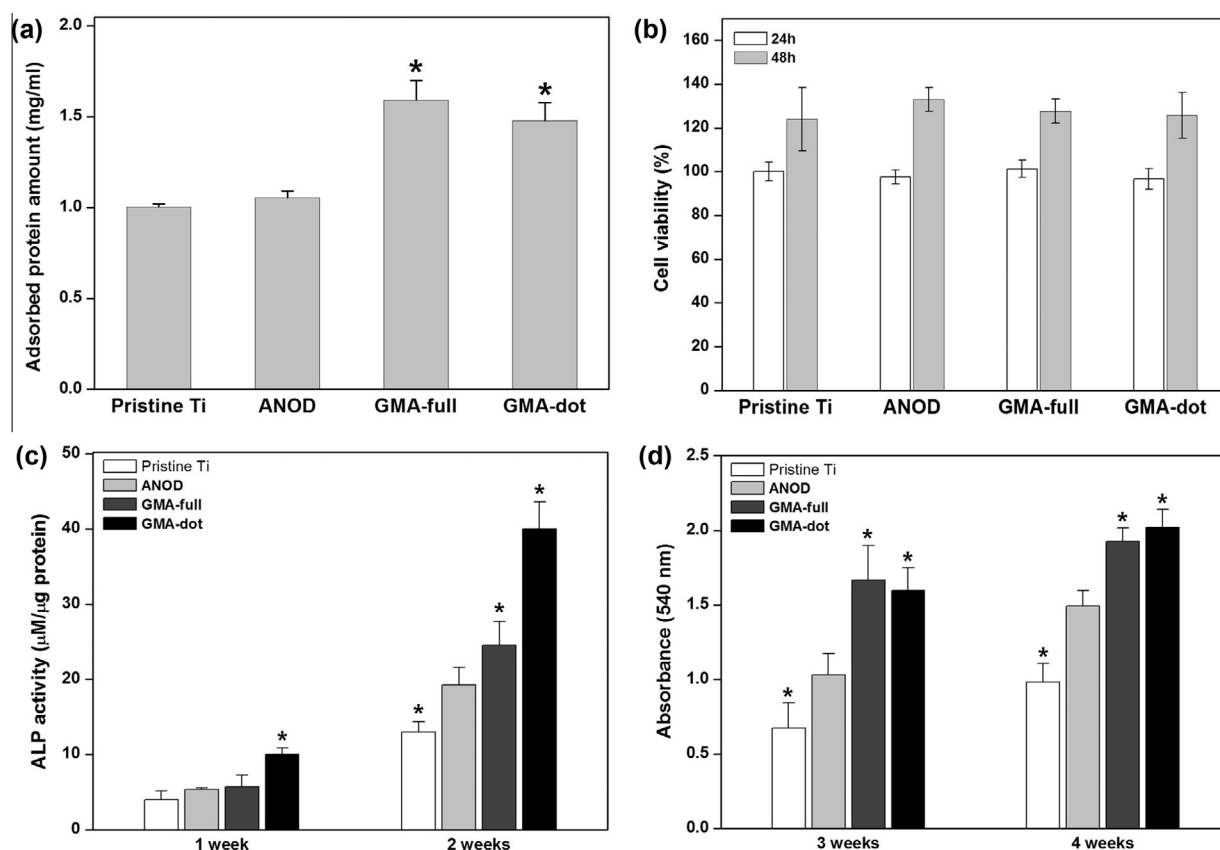 (a)
Adsorbed protein amount (mg/ml)
2.0
1.5
1.0
0.5
0.0
*
*
Pristine Ti ANOD GMA-full GMA-dot
(b)
Cell viability (%)
160
140
120
100
80
60
40
20
0
24h
48h
Pristine Ti ANOD GMA-full GMA-dot
(c)
ALP activity (μM/μg protein)
50
40
30
20
10
0
Pristine Ti
ANOD
GMA-full
GMA-dot
*
*
*
*
1 week 2 weeks
(d)
Absorbance (540 nm)
2.5
2.0
1.5
1.0
0.5
0.0
Pristine Ti
ANOD
GMA-full
GMA-dot
*
*
*
*
*
*
3 weeks 4 weeks